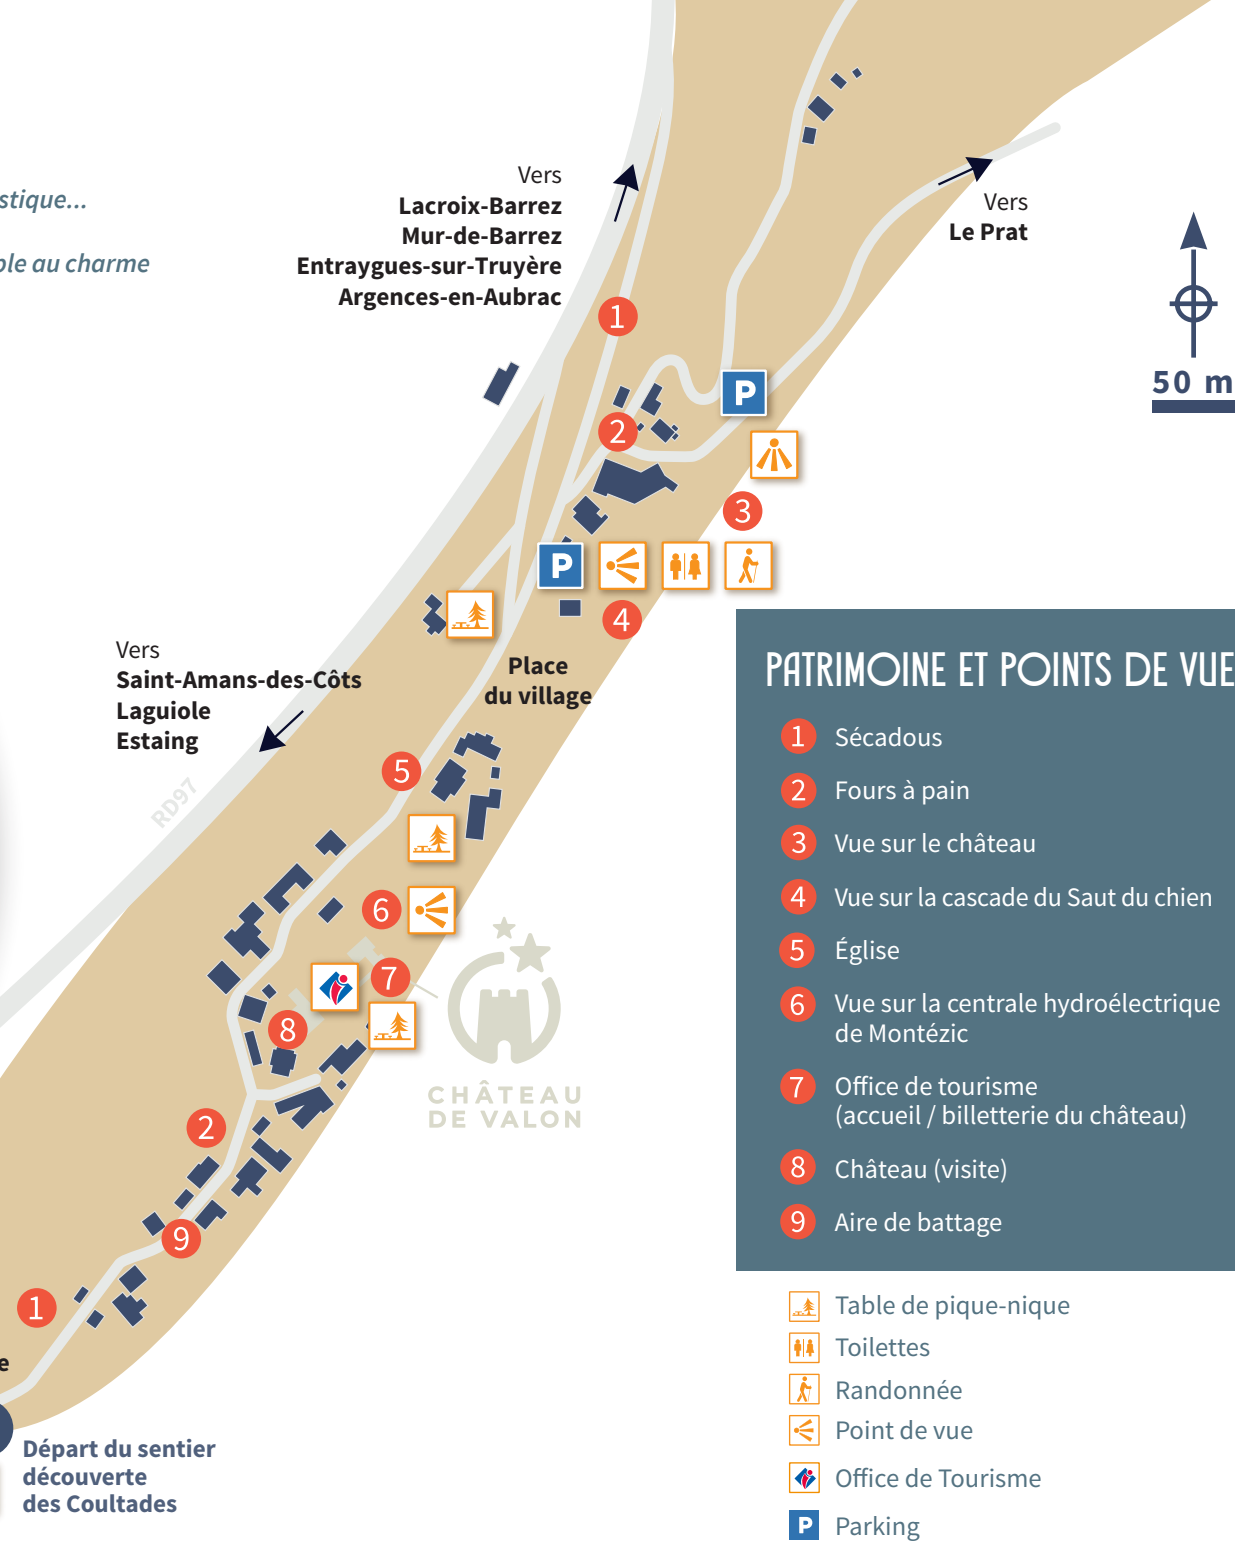 stique...
ble au charme
Vers
Lacroix-Barrez
Mur-de-Barrez
Entraygues-sur-Truyère
Argences-en-Aubrac
Vers
Le Prat
50 m
1
2
P
3
P
4
Vers
Saint-Amans-des-Côts
Laguiole
Estaing
RD97
Place
du village
5
6
7
8
CHÂTEAU
DE VALON
2
9
1
e
Départ du sentier
découverte
des Coultades
PATRIMOINE ET POINTS DE VUE
1 Sécadous
2 Fours à pain
3 Vue sur le château
4 Vue sur la cascade du Saut du chien
5 Église
6 Vue sur la centrale hydroélectrique
de Montézic
7 Office de tourisme
(accueil / billetterie du château)
8 Château (visite)
9 Aire de battage
Table de pique-nique
Toilettes
Randonnée
Point de vue
Office de Tourisme
P Parking